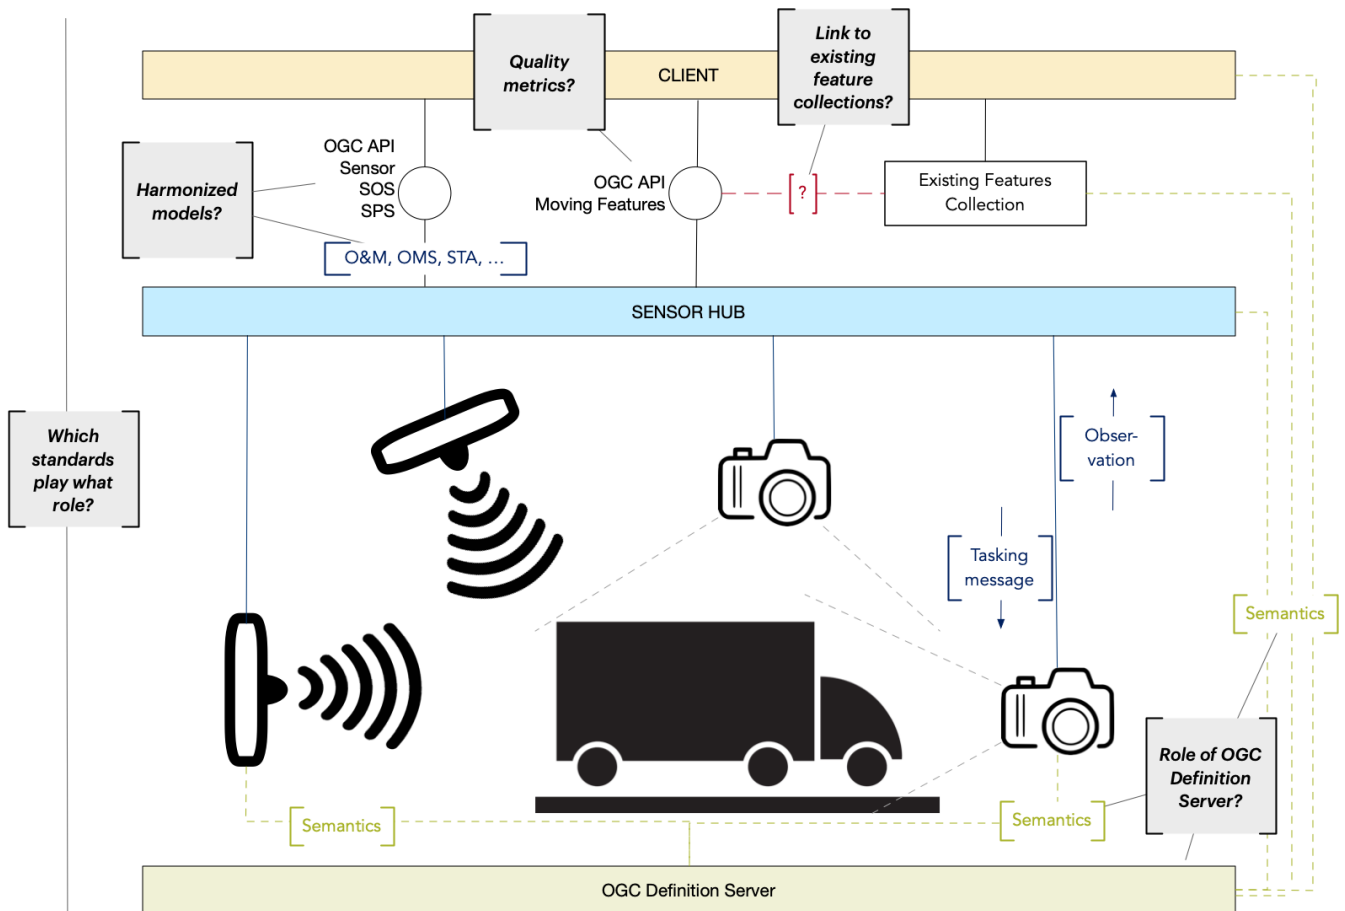 Link to
existing
feature
collections?
Quality
metrics?
CLIENT
OGC API
Sensor
SOS
SPS
Harmonized
models?
OGC API
Moving Features
[?]
Existing Features
Collection
O&M, OMS, STA, ...
SENSOR HUB
Which
standards
play what
role?
Obser-
vation
Tasking
message
Semantics
Role of OGC
Definition
Server?
Semantics
Semantics
OGC Definition Server